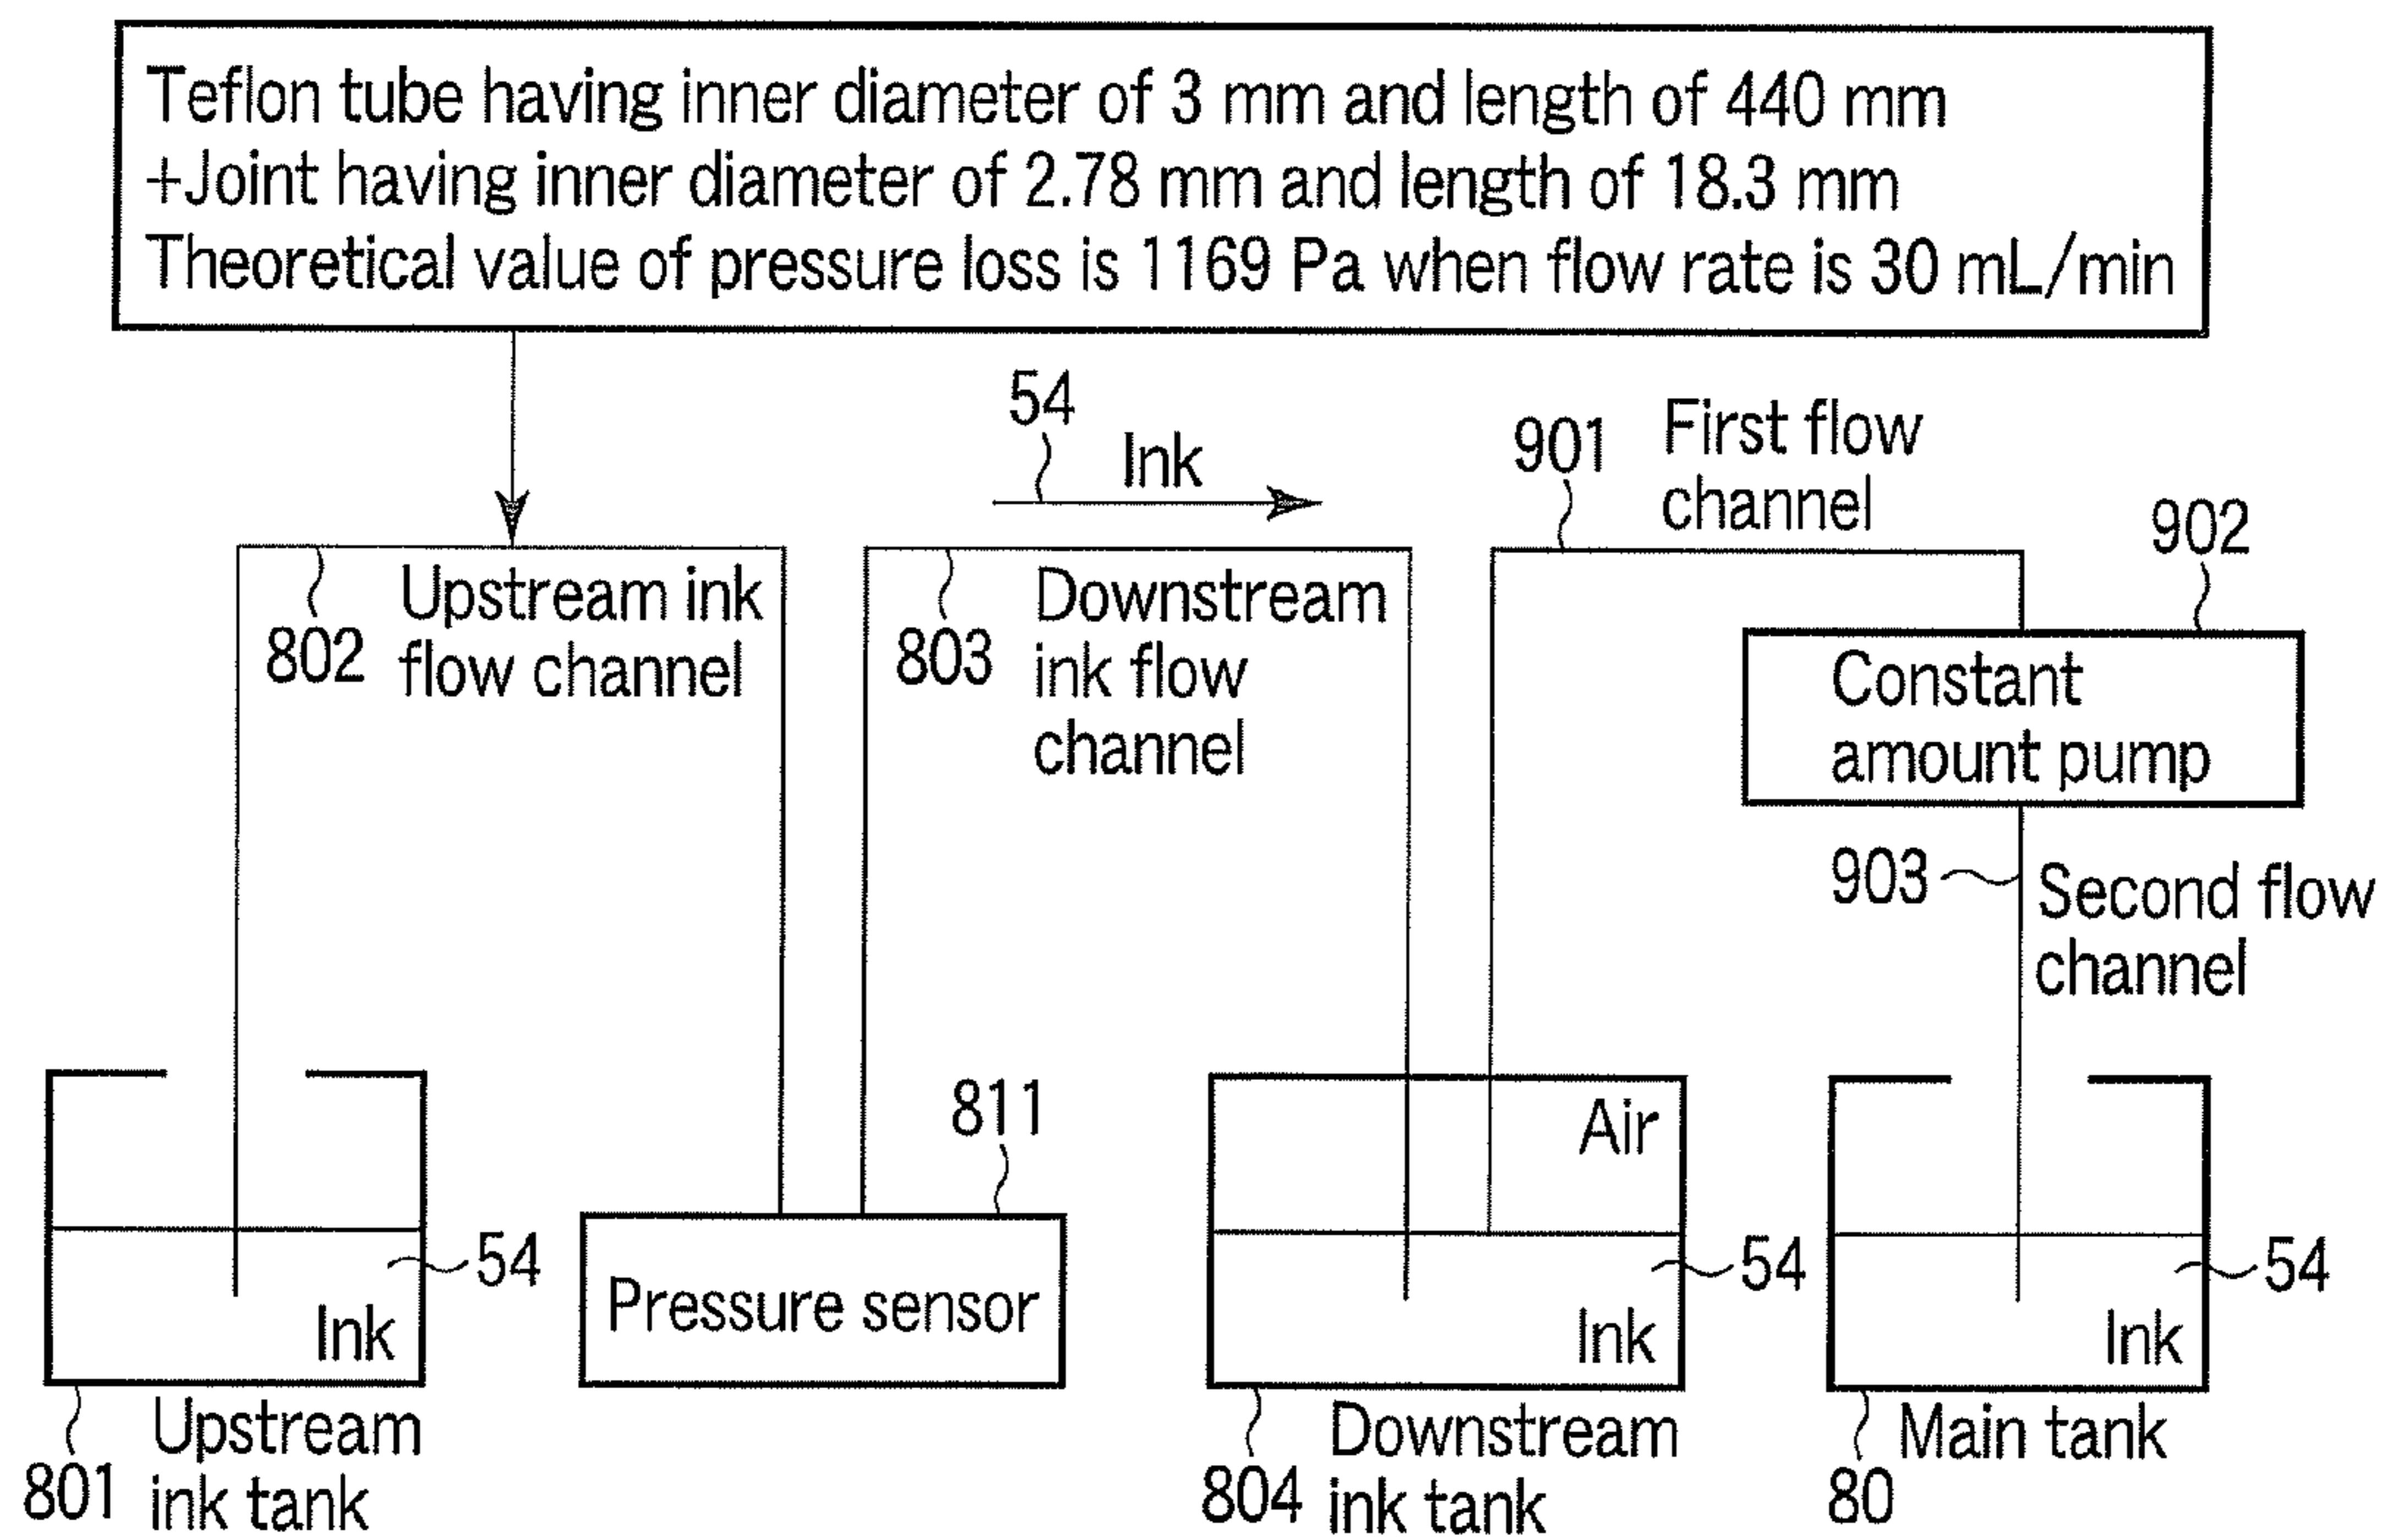 Teflon tube having inner diameter of 3 mm and length of 440 mm
+Joint having inner diameter of 2.78 mm and length of 18.3 mm
Theoretical value of pressure loss is 1169 Pa when flow rate is 30 mL/min
54
Ink
901
First flow
channel
902
802
Upstream ink
flow channel
803
Downstream
ink flow
channel
Constant
amount pump
903
Second flow
channel
811
Air
Pressure sensor
54
Ink
54
Ink
54
Ink
801
Upstream
ink tank
804
Downstream
ink tank
80
Main tank